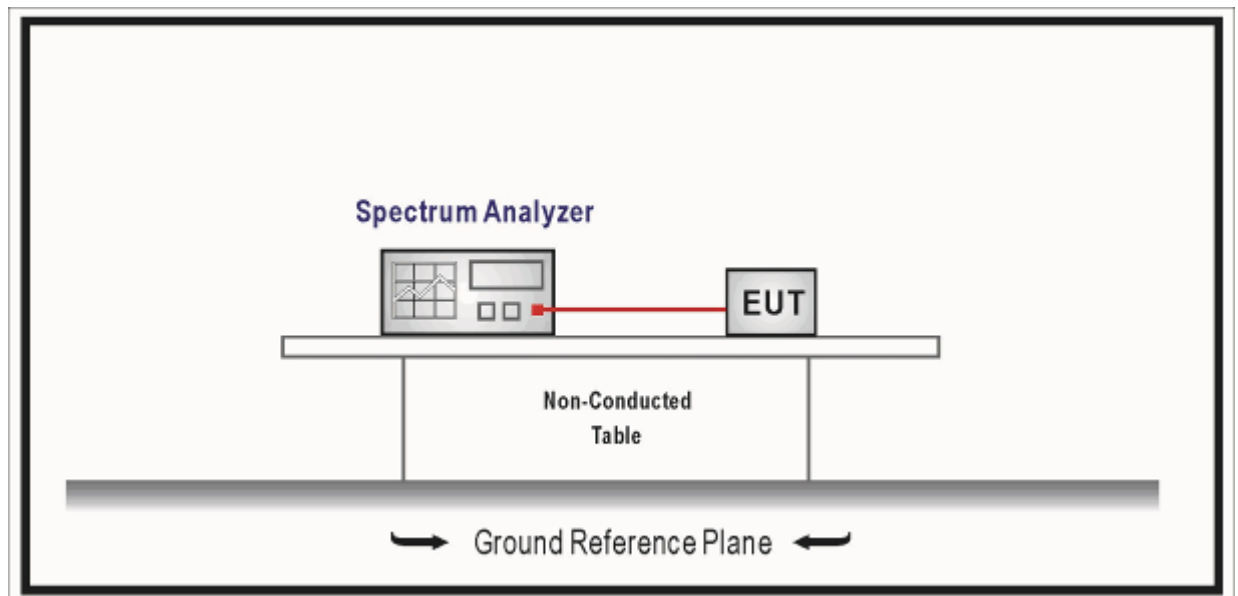 Spectrum Analyzer
EUT
Non-Conducted
Table
Ground Reference Plane